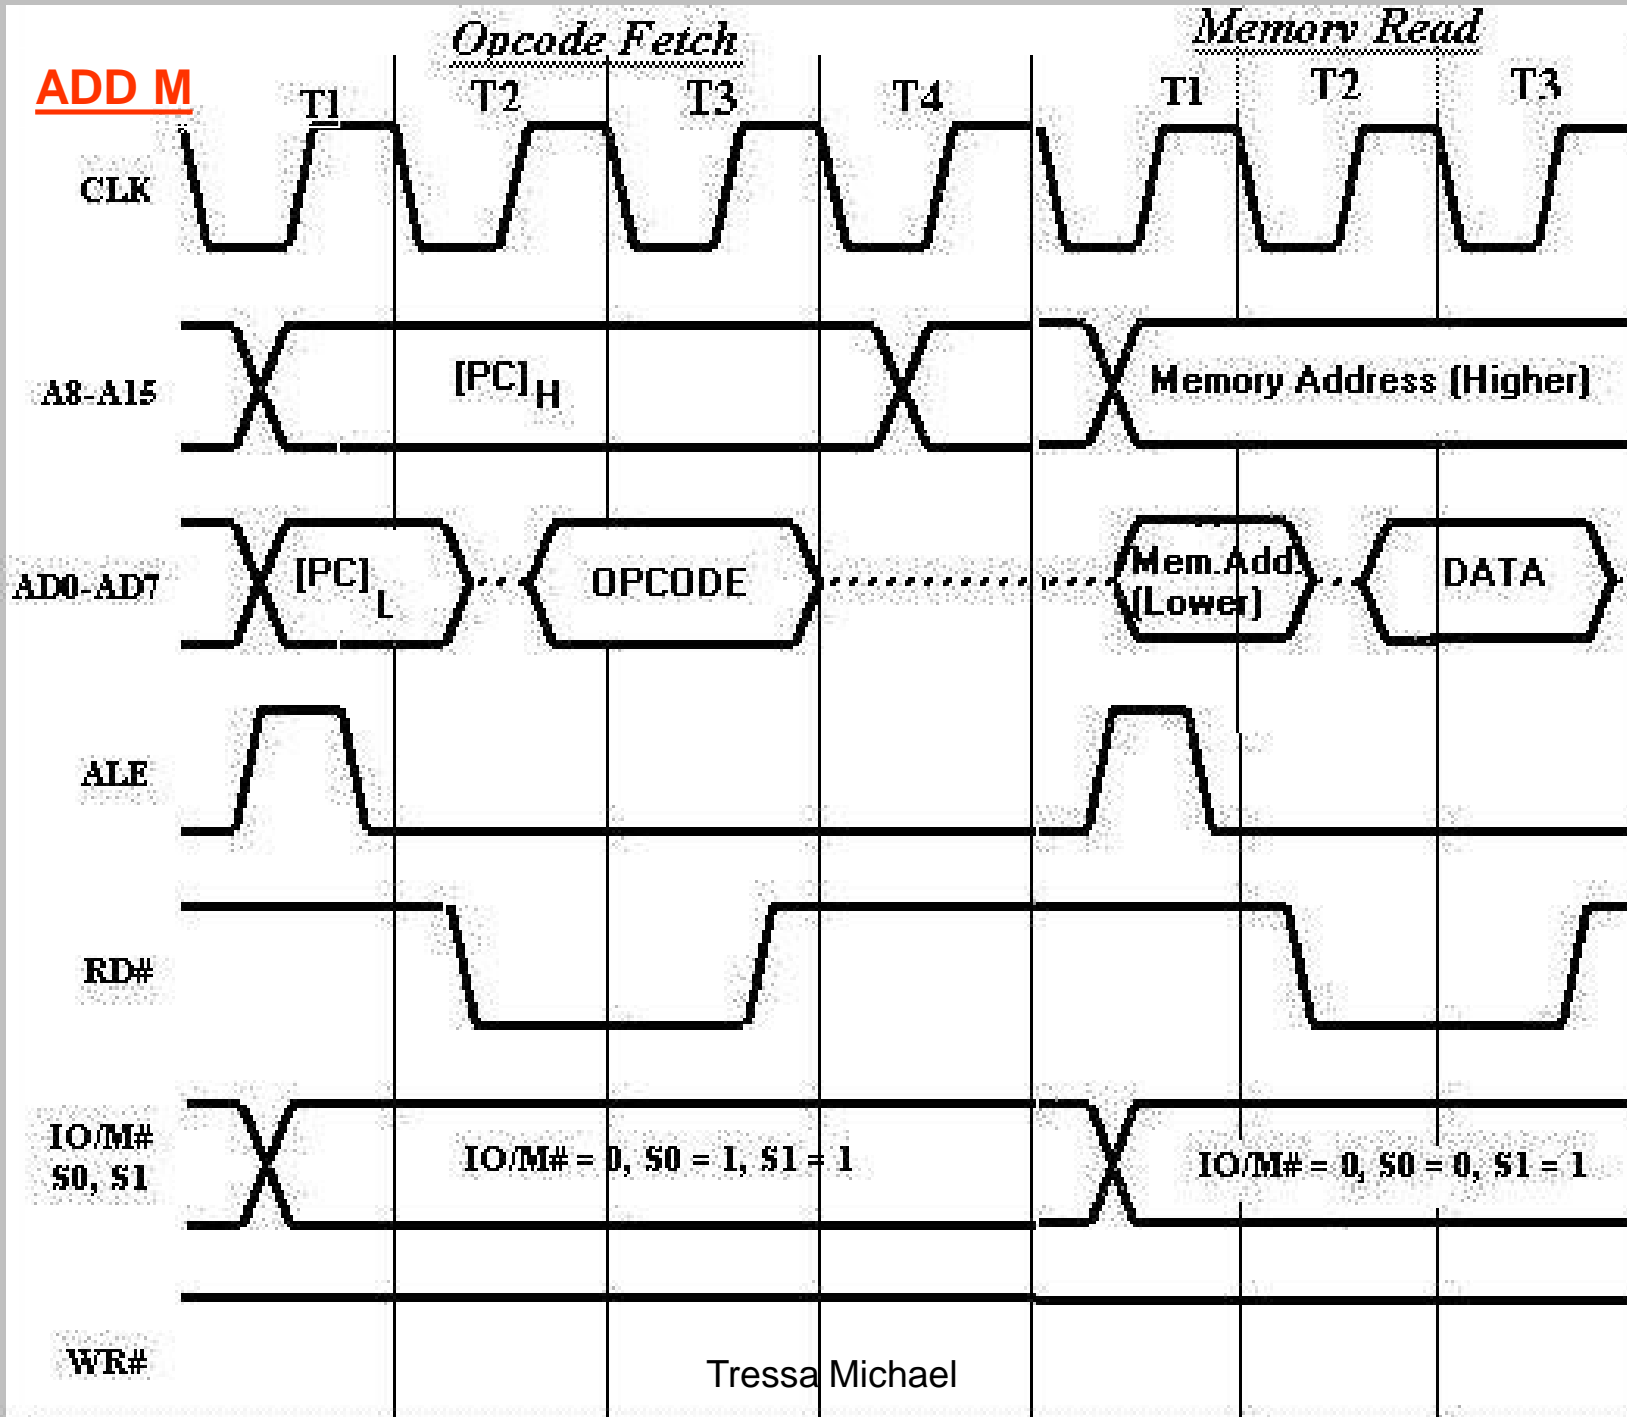 Opcode Fetch
Memory Read
ADD M
T1
T2
T3
T4
T1
T2
T3
CLK
A8-A15
[PC]H
Memory Address (Higher)
AD0-AD7
[PC]L
OPCODE
Mem.Add.
(Lower)
DATA
ALE
RD#
IO/M#
S0, S1
IO/M# = 0, S0 = 1, S1 = 1
IO/M# = 0, S0 = 0, S1 = 1
WR#
Tressa Michael